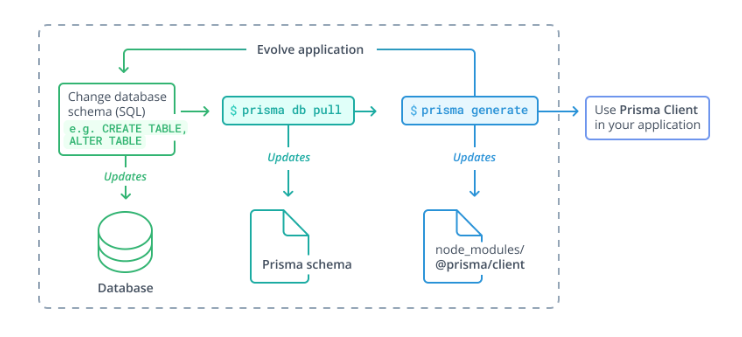 Evolve application
Change database
schema (SQL)
e.g. CREATE TABLE,
ALTER TABLE
$ prisma db pull
$ prisma generate
Use Prisma Client
in your application
Updates
Updates
Updates
Database
Prisma schema
node_modules/
@prisma/client